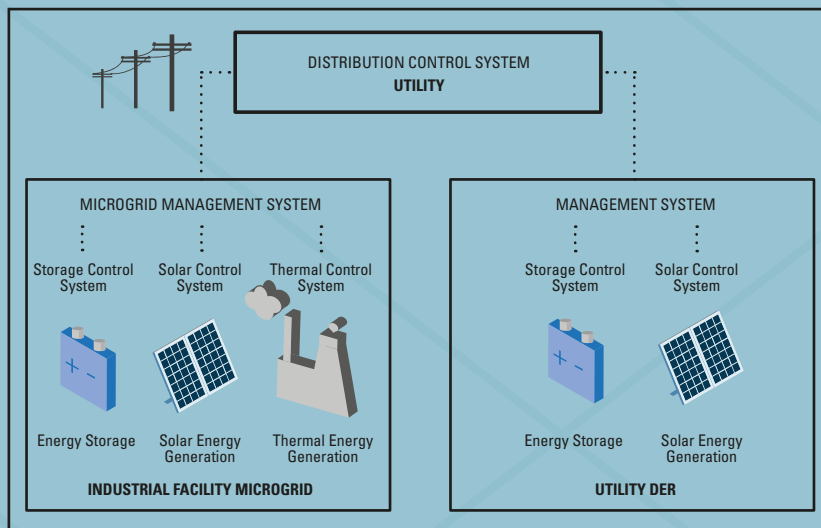 DISTRIBUTION CONTROL SYSTEM
UTILITY
MICROGRID MANAGEMENT SYSTEM
Storage Control
System
Solar Control
System
Thermal Control
System
Energy Storage
Solar Energy
Generation
Thermal Energy
Generation
INDUSTRIAL FACILITY MICROGRID
MANAGEMENT SYSTEM
Storage Control
System
Solar Control
System
Energy Storage
Solar Energy
Generation
UTILITY DER